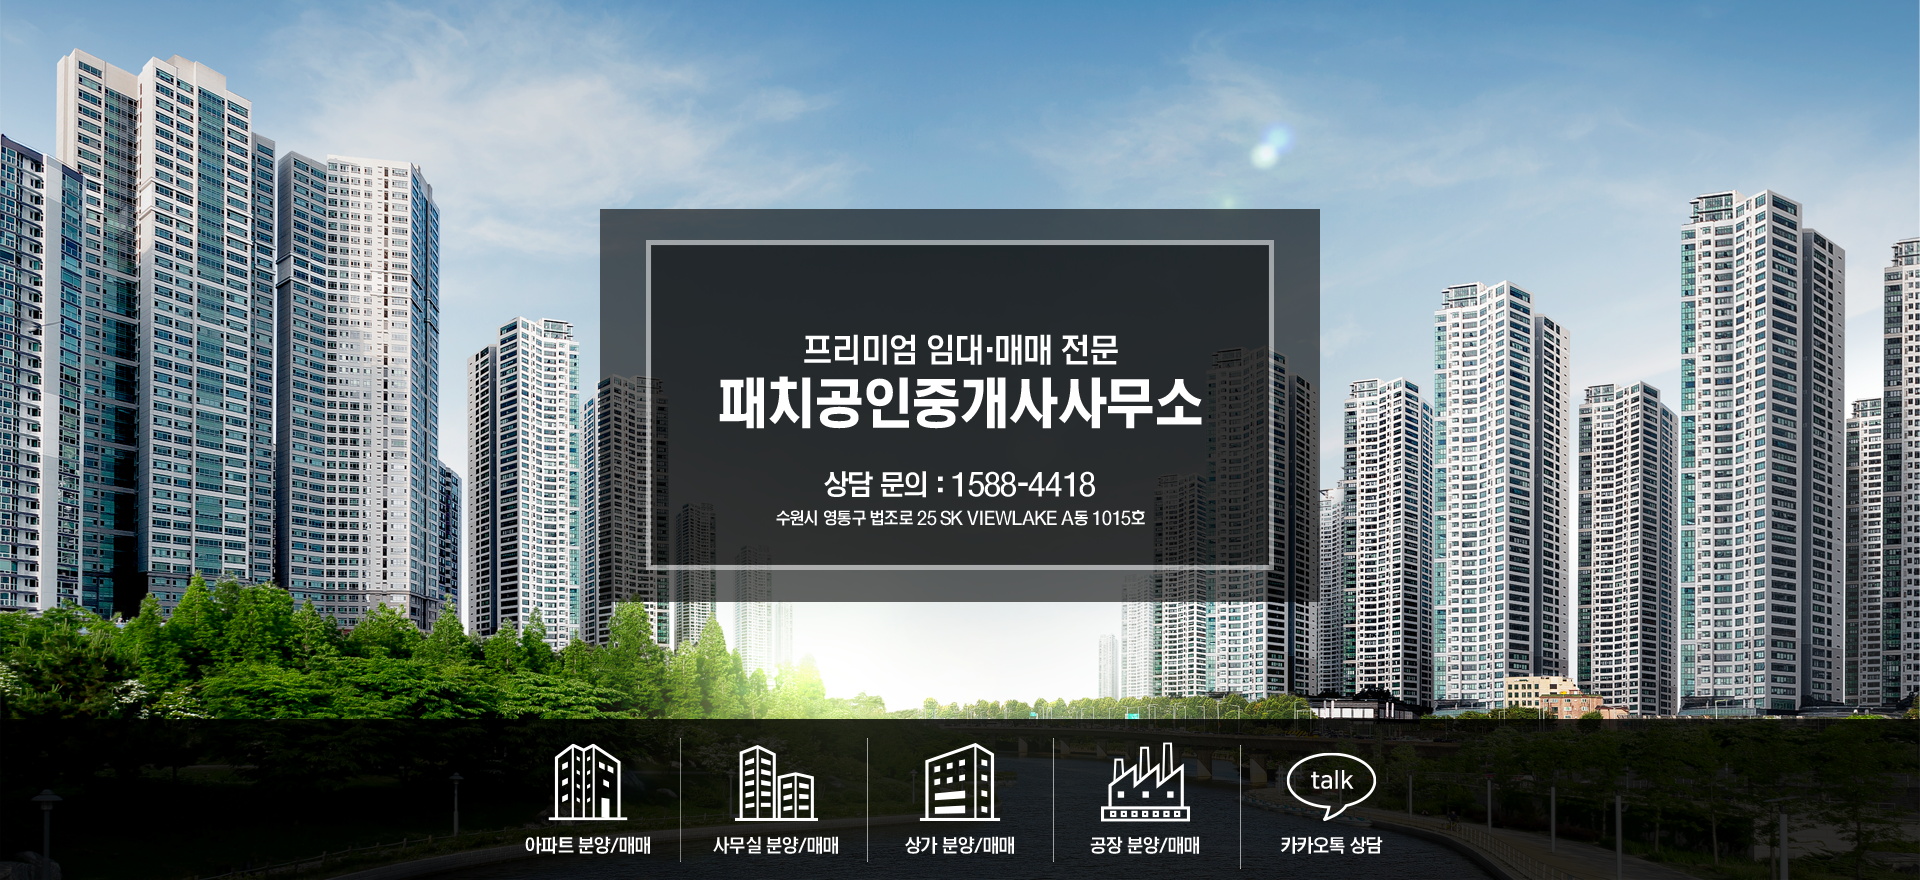 프리미엄 임대·매매 전문
패치공인중개사사무소
상담 문의 : 1588-4418
수원시 영통구 법조로 25 SK VIEWLAKE A동 1015호
talk
아파트 분양/매매
사무실 분양/매매
상가 분양/매매
공장 분양/매매
카카오톡 상담